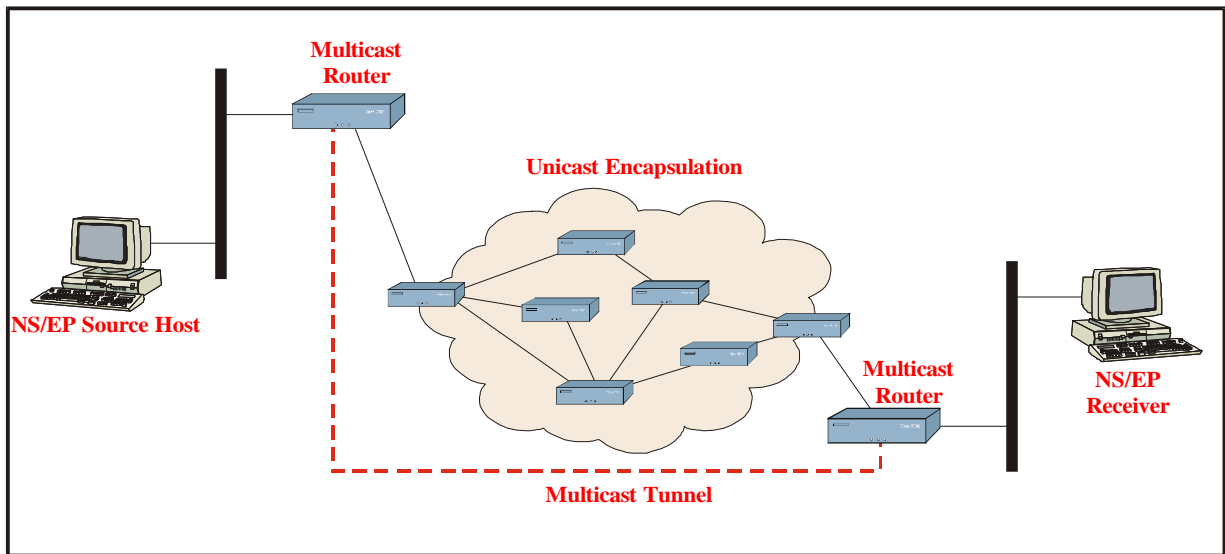 Multicast
Router
Unicast Encapsulation
NS/EP Source Host
Multicast
Router
NS/EP
Receiver
Multicast Tunnel